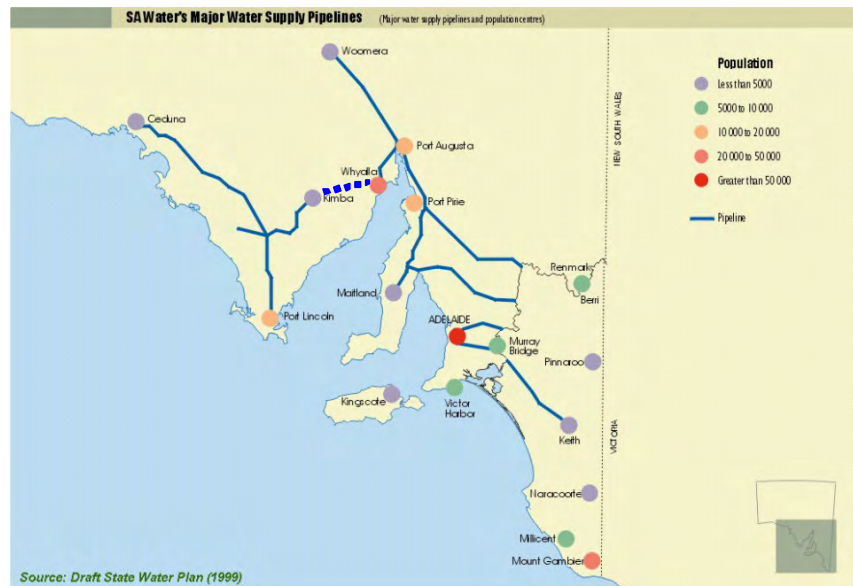 SA Water's Major Water Supply Pipelines (Major water supply pipelines and population centres)
Woomera
Population
Less than 5000
5000 to 10 000
10 000 to 20 000
20 000 to 50 000
Greater than 50 000
Pipeline
NEW SOUTH WALES
Ceduna
Port Augusta
Whyalla
Kimba
Port Pirie
Renmark
Berri
Maitland
Port Lincoln
ADELAIDE
Murray
Bridge
Pinnaroo
Kingscote
Victor
Harbor
Keith
VICTORIA
Naracoorte
Millicent
Mount Gambier
Source: Draft State Water Plan (1999)